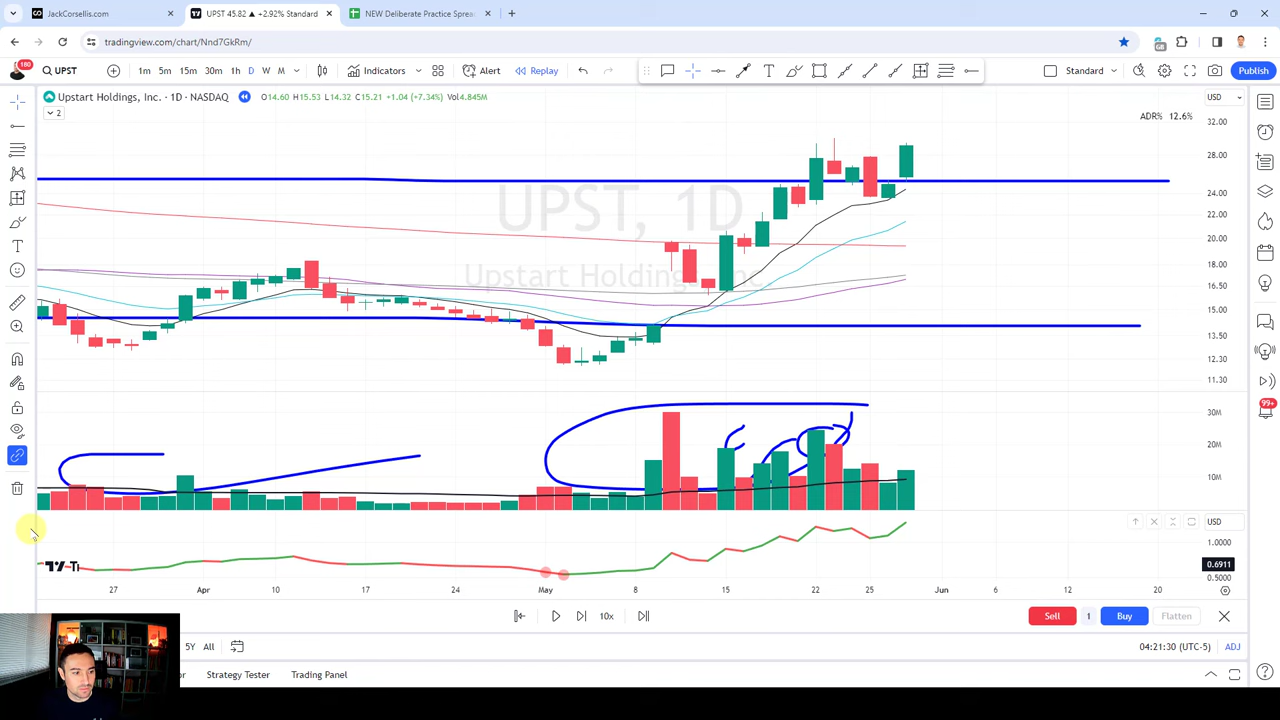 JackCorsellis.com
UPST 45.82 ▲ +2.92% Standard
NEW Deliberate Practice Sprea
tradingview.com/chart/Nnd7GkRm/
180
UPST
1m 5m 15m 30m 1h D W M
Indicators
Alert
Replay
Standard
Publish
Upstart Holdings, Inc. · 1D · NASDAQ
O14.60 H15.53 L14.32 C15.21 +1.04 (+7.34%) Vol4.845M
USD
2
ADR% 12.6%
32.00
28.00
24.00
22.00
20.00
18.00
16.50
15.00
13.50
12.30
11.30
UPST, 1D
Upstart Holdings, Inc
30M
20M
10M
99+
USD
1.0000
0.6911
0.5000
27 Apr 10 17 24 May 8 15 22 25 Jun 6 12 20
10x
Sell 1 Buy Flatten
5Y All
04:21:30 (UTC-5) ADJ
Strategy Tester
Trading Panel